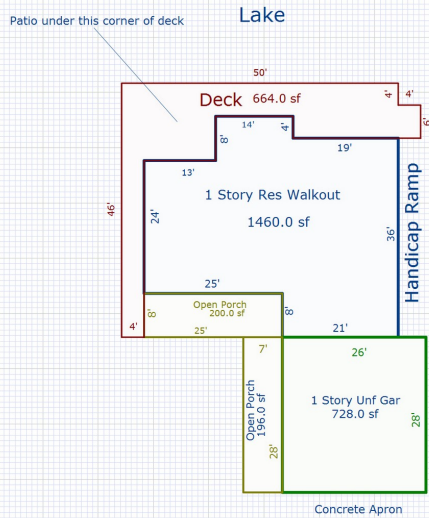 Lake
Patio under this corner of deck
50'
Deck 664.0 sf
4'
4'
6'
14'
8'
4'
19'
13'
1 Story Res Walkout
1460.0 sf
46'
24'
36'
Handicap Ramp
25'
Open Porch
200.0 sf
8'
8'
4'
25'
21'
7'
26'
Open Porch
196.0 sf
28'
1 Story Unf Gar
728.0 sf
28'
Concrete Apron